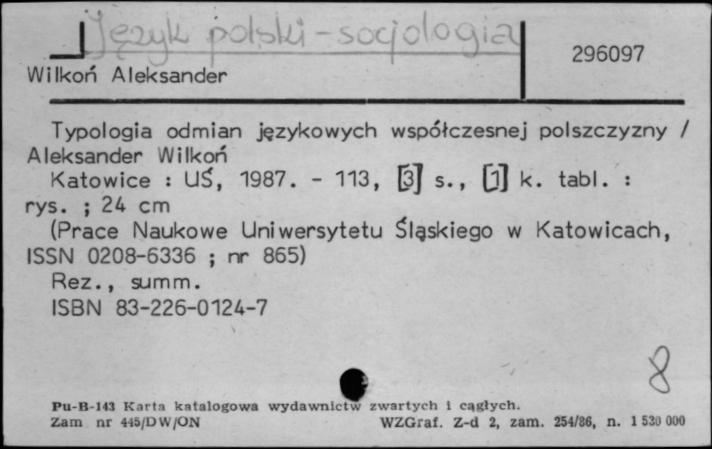 Język polski - socjologia
296097
Wilkoń Aleksander
Typologia odmian językowych współczesnej polszczyzny /
Aleksander Wilkoń
Katowice : UŚ, 1987. - 113, [3] s., [1] k. tabl. :
rys. ; 24 cm
(Prace Naukowe Uniwersytetu Śląskiego w Katowicach,
ISSN 0208-6336 ; nr 865)
Rez., summ.
ISBN 83-226-0124-7
8
Pu-B-143 Karta katalogowa wydawnictw zwartych i ciągłych.
Zam nr 445/DW/ON WZGraf. Z-d 2, zam. 254/86, n. 1 530 000